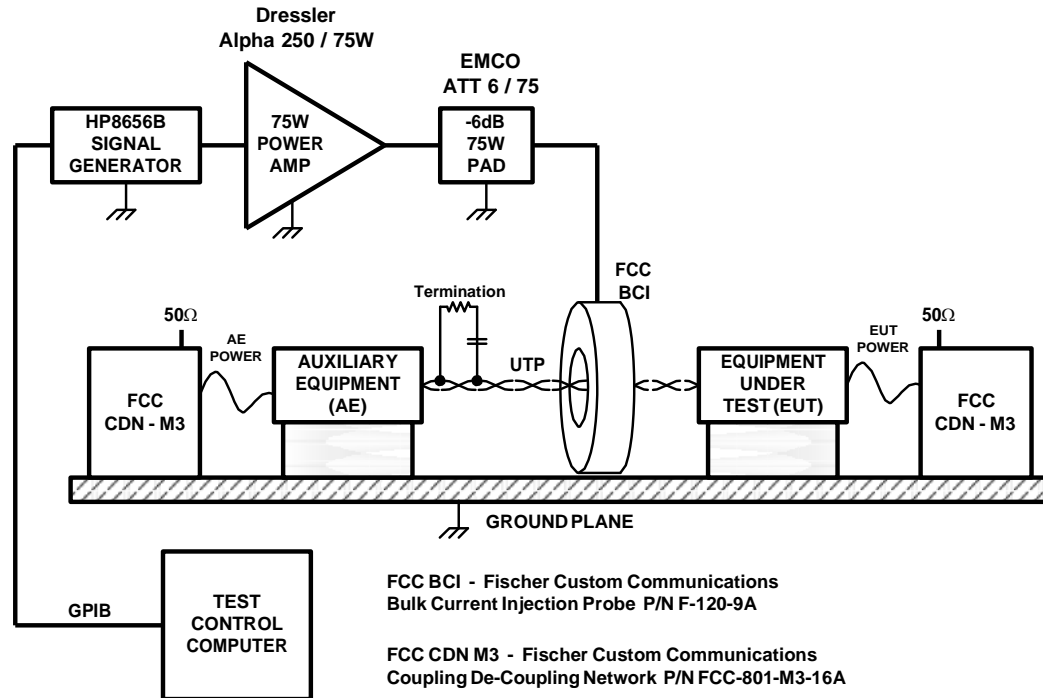 Dressler
Alpha 250 / 75W
EMCO
ATT 6 / 75
HP8656B
SIGNAL
GENERATOR
75W
POWER
AMP
-6dB
75W
PAD
FCC
BCI
Termination
50Ω
AE
POWER
FCC
CDN - M3
AUXILIARY
EQUIPMENT
(AE)
UTP
EQUIPMENT
UNDER
TEST (EUT)
EUT
POWER
50Ω
FCC
CDN - M3
GROUND PLANE
GPIB
TEST
CONTROL
COMPUTER
FCC BCI - Fischer Custom Communications
Bulk Current Injection Probe P/N F-120-9A
FCC CDN M3 - Fischer Custom Communications
Coupling De-Coupling Network P/N FCC-801-M3-16A